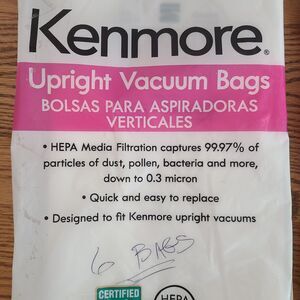 Kenmore®
Upright Vacuum Bags
BOLSAS PARA ASPIRADORAS
VERTICALES
• HEPA Media Filtration captures 99.97% of
particles of dust, pollen, bacteria and more,
down to 0.3 micron
• Quick and easy to replace
• Designed to fit Kenmore upright vacuums
6 BAGS
CERTIFIED
HEPA